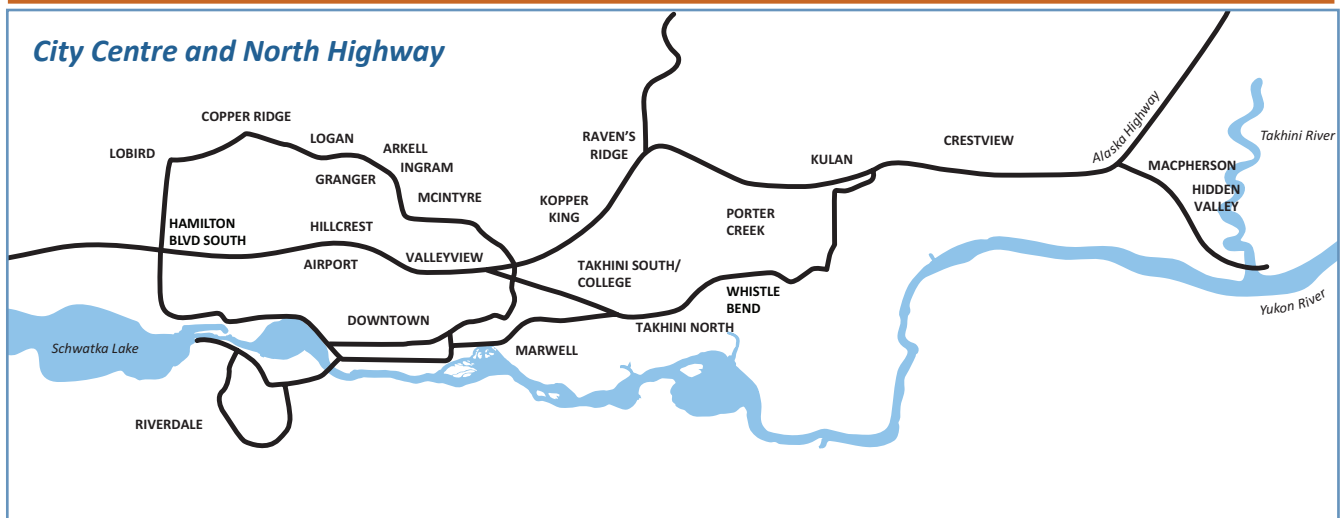 City Centre and North Highway
COPPER RIDGE
LOGAN
LOBIRD
ARKELL
INGRAM
GRANGER
MCINTYRE
RAVEN'S
RIDGE
KULAN
CRESTVIEW
Alaska Highway
Takhini River
MACPHERSON
HIDDEN
VALLEY
KOPPER
KING
PORTER
CREEK
HAMILTON
BLVD SOUTH
HILLCREST
AIRPORT
VALLEYVIEW
TAKHINI SOUTH/
COLLEGE
WHISTLE
BEND
Yukon River
DOWNTOWN
TAKHINI NORTH
MARWELL
Schwatka Lake
RIVERDALE